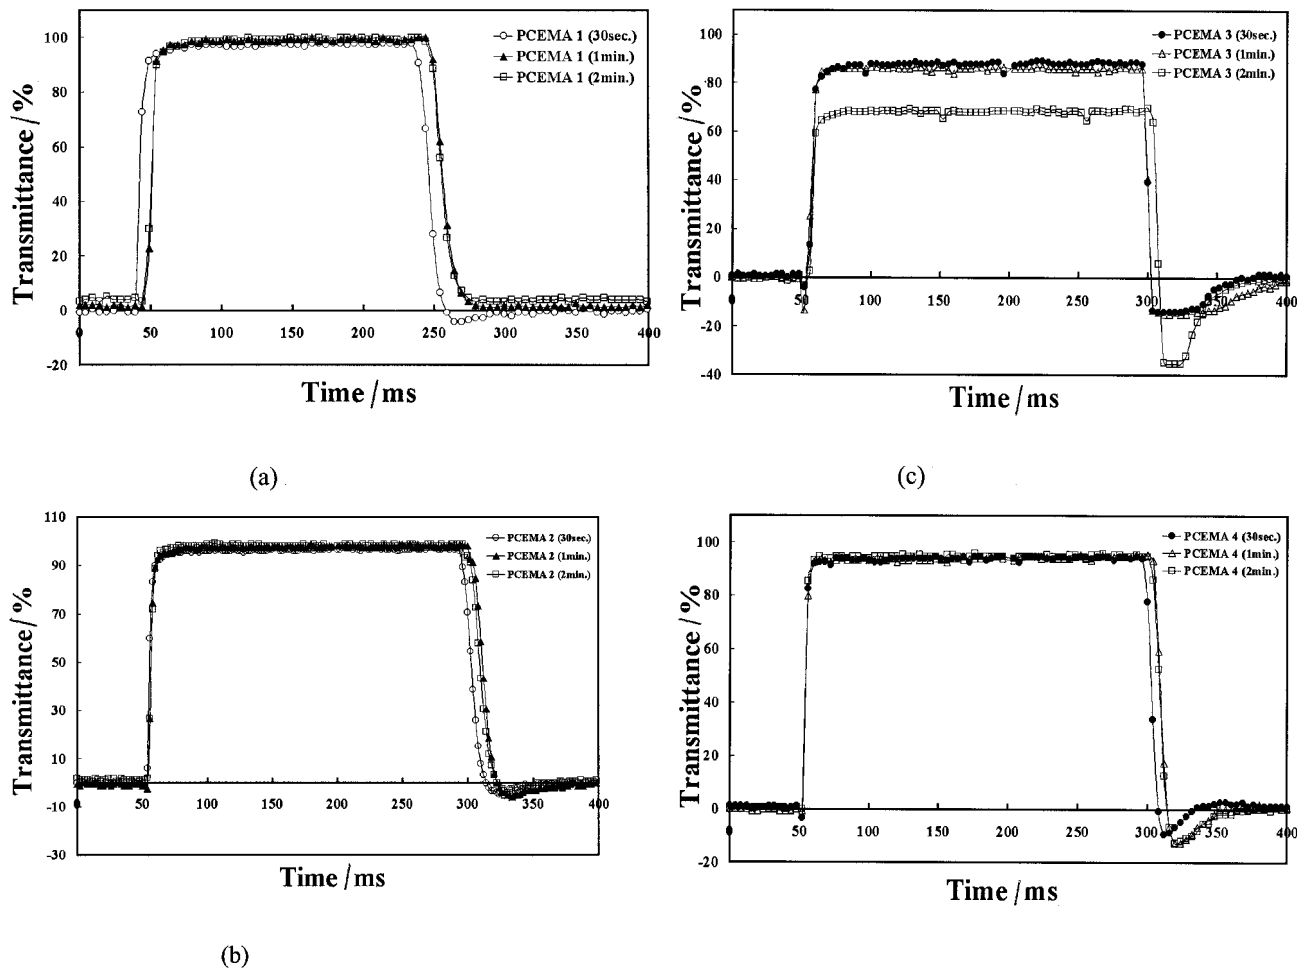 100
80
60
40
20
0
-20
Transmittance / %
PCEMA 1 (30sec.)
PCEMA 1 (1min.)
PCEMA 1 (2min.)
0 50 100 150 200 250 300 350 400
Time /ms
(a)
100
80
60
40
20
0
-20
-40
Transmittance / %
PCEMA 3 (30sec.)
PCEMA 3 (1min.)
PCEMA 3 (2min.)
0 50 100 150 200 250 300 350 400
Time /ms
(c)
110
90
70
50
30
10
-10
-30
Transmittance / %
PCEMA 2 (30sec.)
PCEMA 2 (1min.)
PCEMA 2 (2min.)
0 50 100 150 200 250 300 350 400
Time /ms
(b)
100
80
60
40
20
0
-20
Transmittance / %
PCEMA 4 (30sec.)
PCEMA 4 (1min.)
PCEMA 4 (2min.)
0 50 100 150 200 250 300 350 400
Time /ms